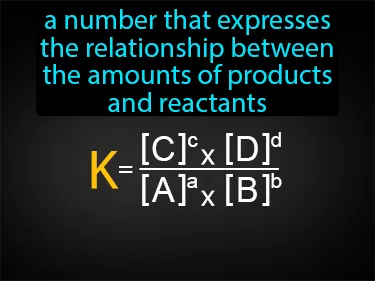 a number that expresses
the relationship between
the amounts of products
and reactants
K=[C]ᶜ x [D]ᵈ
[A]ᵃ x [B]ᵇ